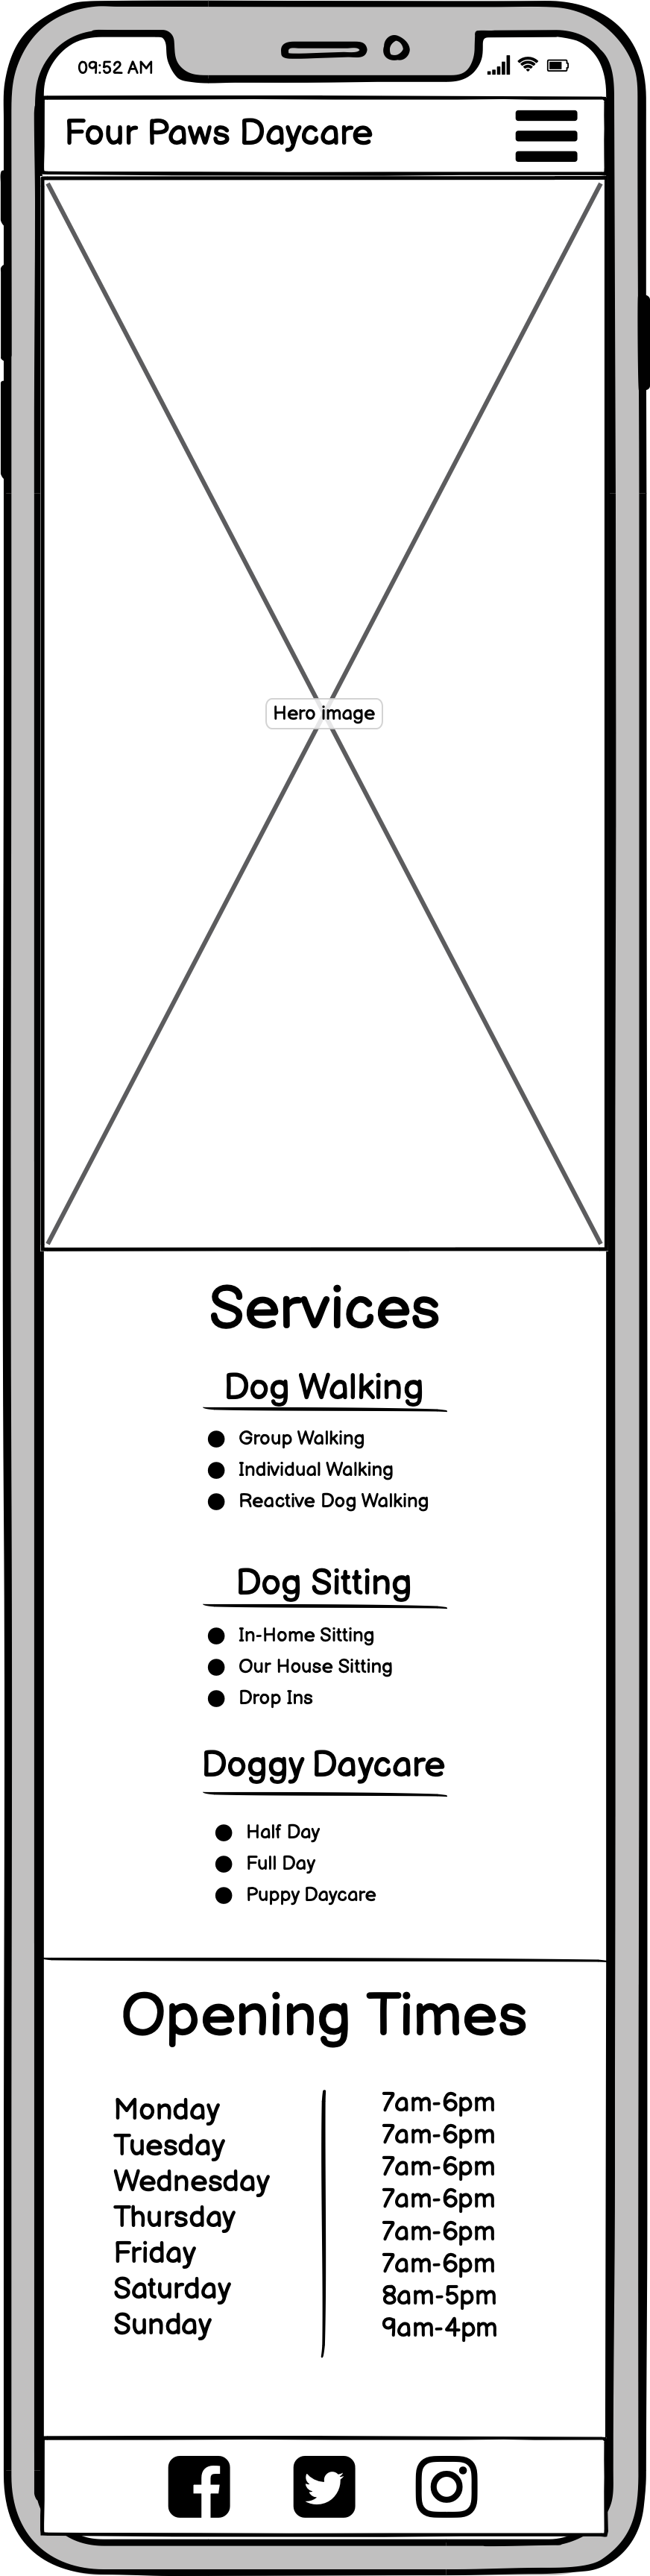 09:52 AM
Four Paws Daycare
Hero image
Services
Dog Walking
Group Walking
Individual Walking
Reactive Dog Walking
Dog Sitting
In-Home Sitting
Our House Sitting
Drop Ins
Doggy Daycare
Half Day
Full Day
Puppy Daycare
Opening Times
Monday
Tuesday
Wednesday
Thursday
Friday
Saturday
Sunday
7am-6pm
7am-6pm
7am-6pm
7am-6pm
7am-6pm
7am-6pm
8am-5pm
9am-4pm